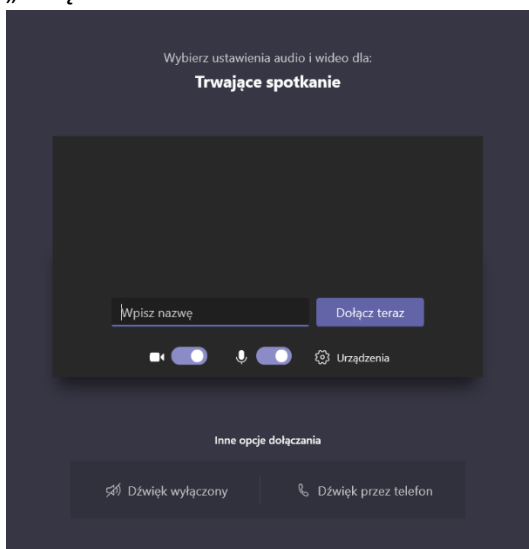 Wybierz ustawienia audio i wideo dla:
Trwające spotkanie
Wpisz nazwę
Dołącz teraz
Urządzenia
Inne opcje dołączania
Dźwięk wyłączony
Dźwięk przez telefon